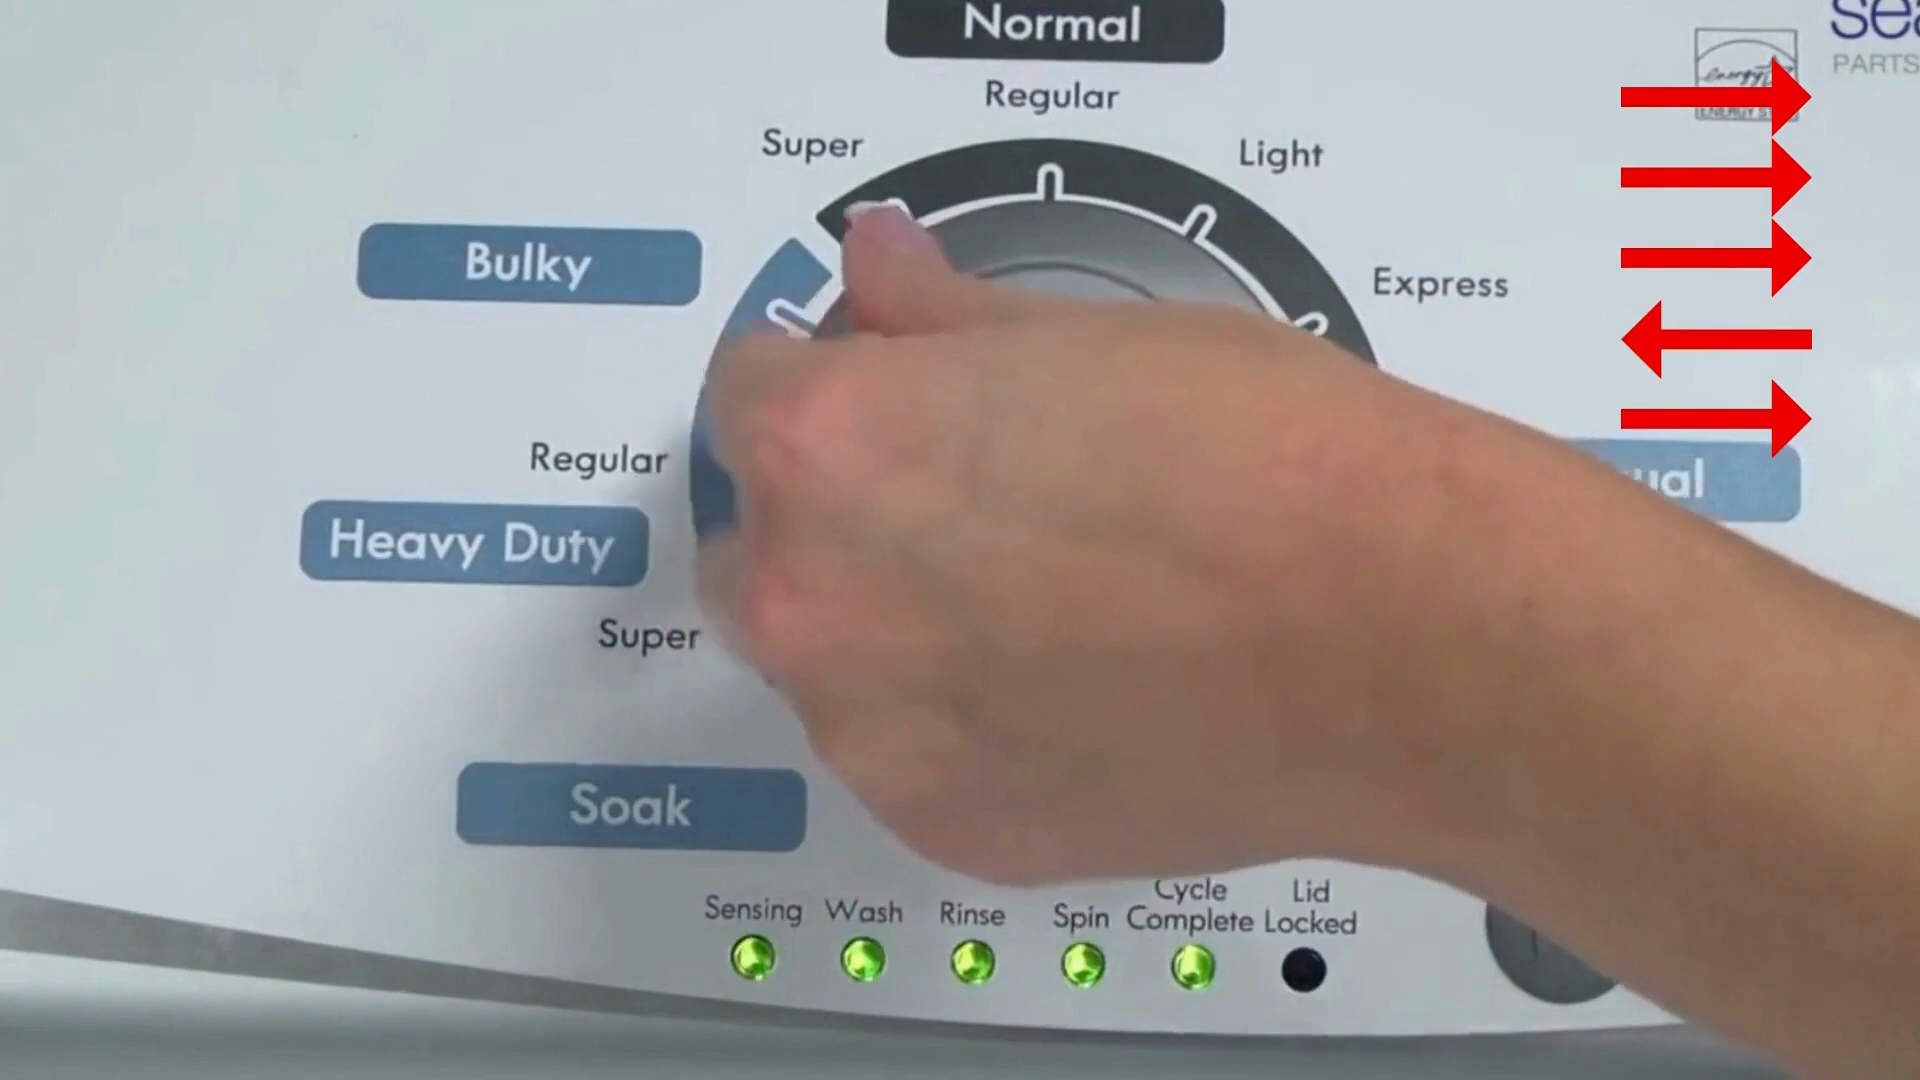 Normal
Regular
Super
Light
Bulky
Express
Regular
Heavy Duty
Super
Soak
Sensing
Wash
Rinse
Spin
Cycle
Complete
Lid
Locked
PARTS
energy